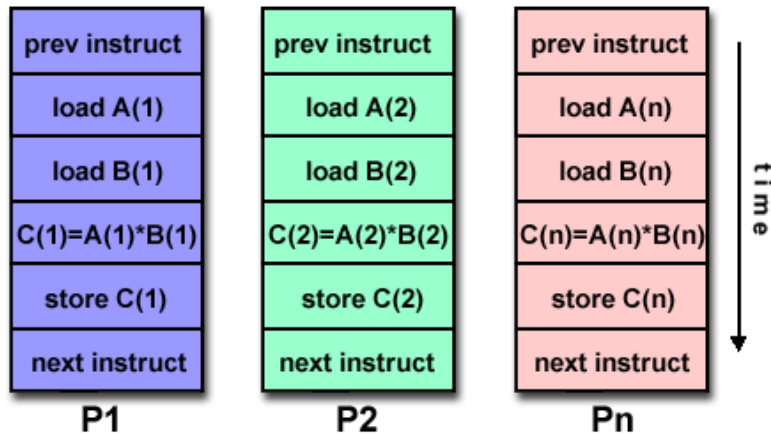 prev instruct
load A(1)
load B(1)
C(1)=A(1)*B(1)
store C(1)
next instruct
P1
prev instruct
load A(2)
load B(2)
C(2)=A(2)*B(2)
store C(2)
next instruct
P2
prev instruct
load A(n)
load B(n)
C(n)=A(n)*B(n)
store C(n)
next instruct
Pn
time